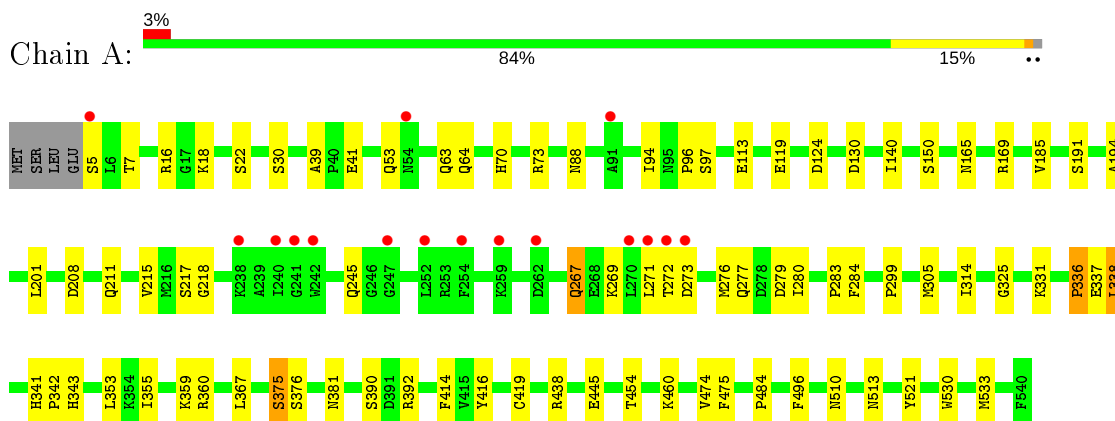 3%
Chain A:
84% 15% ••
MET SER LEU GLU S5 L6 T7 R16 G17 K18 S22 S30 A39 P40 E41 Q53 N54 Q63 Q64 H70 R73 N88 A91 I94 N95 P96 S97 E113 E119 D124 D130 I140 S150 N165 R169 V185 S191 A194
L201 D208 Q211 V215 M216 S217 G218 K238 A239 I240 G241 W242 Q245 G246 G247 L252 R253 F254 K259 D262 Q267 E268 K269 L270 L271 T272 D273 M276 Q277 D278 D279 I280 P283 F284 P299 M305 I314 G325 K331 P336 E337 L338
H341 P342 H343 L353 K354 I355 K359 R360 L367 S375 S376 N381 S390 D391 R392 F414 V415 Y416 C419 R438 E445 T454 K460 V474 F475 P484 F496 N510 N513 Y521 W530 M533 F540